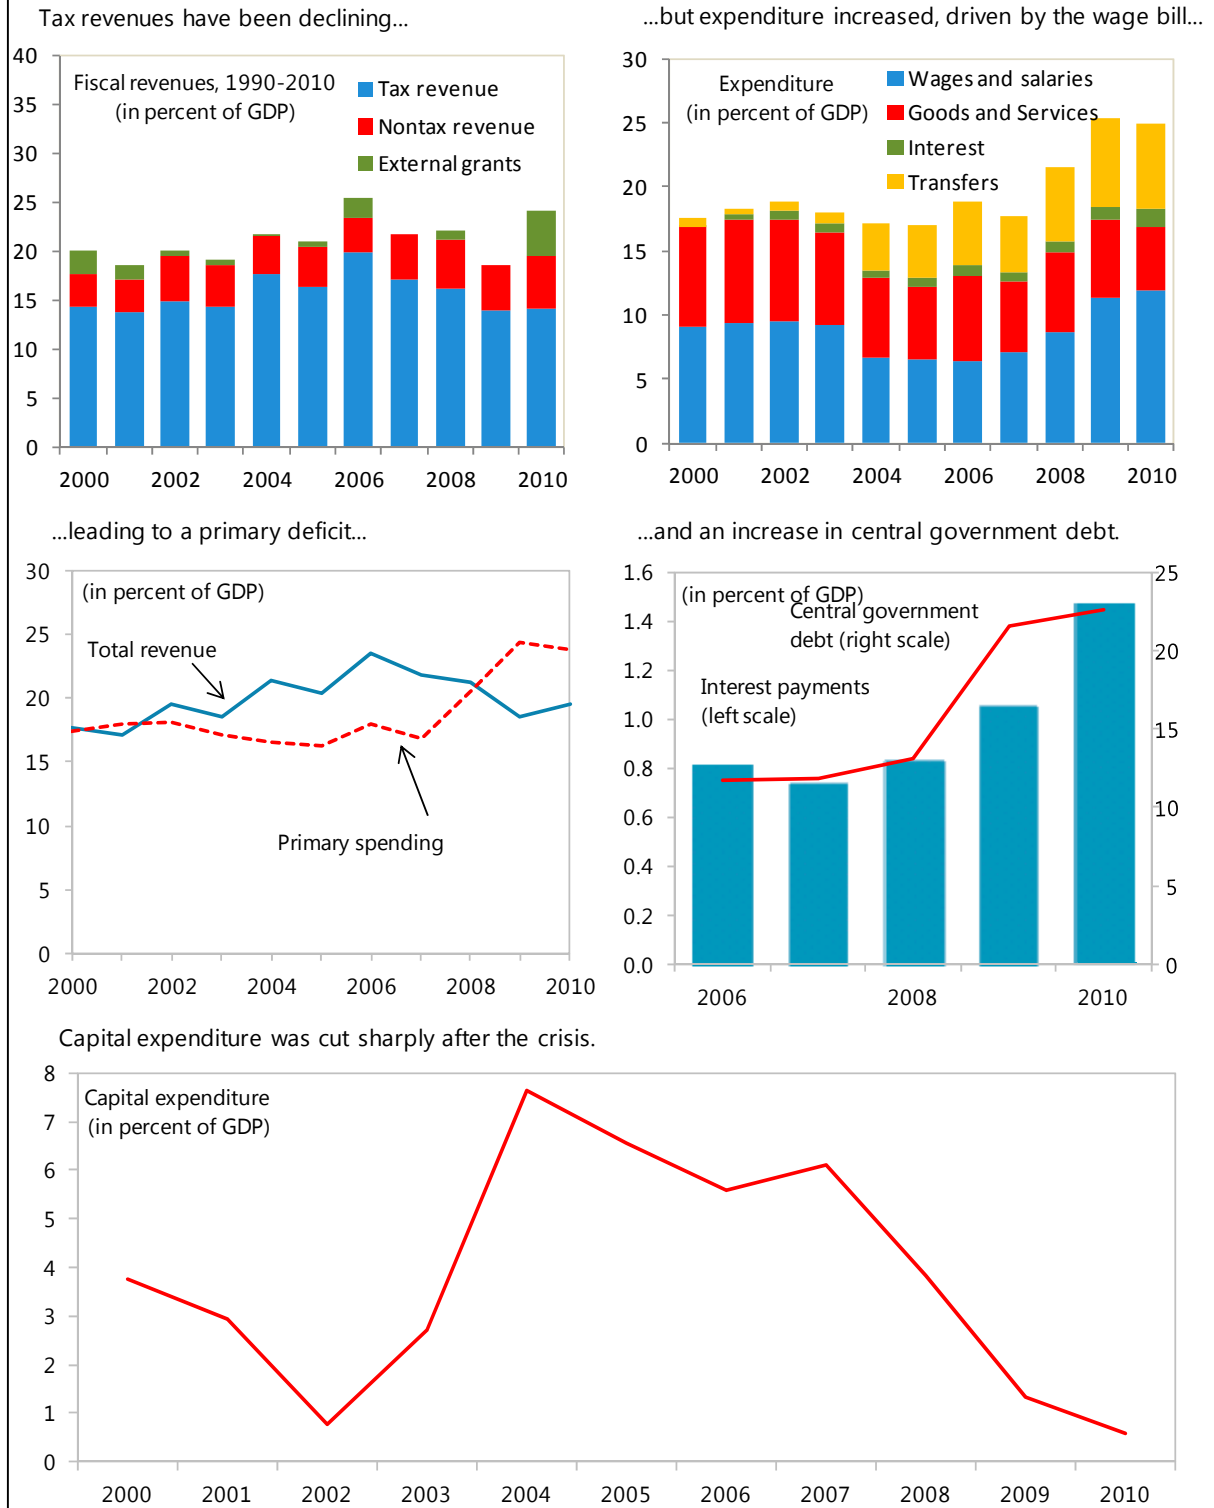 Tax revenues have been declining...
...but expenditure increased, driven by the wage bill...
40
35
30
25
20
15
10
5
0
Fiscal revenues, 1990-2010
(in percent of GDP)
Tax revenue
Nontax revenue
External grants
2000 2002 2004 2006 2008 2010
30
25
20
15
10
5
0
Expenditure
(in percent of GDP)
Wages and salaries
Goods and Services
Interest
Transfers
2000 2002 2004 2006 2008 2010
...leading to a primary deficit...
...and an increase in central government debt.
30
25
20
15
10
5
0
(in percent of GDP)
Total revenue
Primary spending
2000 2002 2004 2006 2008 2010
1.6
1.4
1.2
1.0
0.8
0.6
0.4
0.2
0.0
(in percent of GDP)
Central government
debt (right scale)
Interest payments
(left scale)
25
20
15
10
5
0
2006 2008 2010
Capital expenditure was cut sharply after the crisis.
8
7
6
5
4
3
2
1
0
Capital expenditure
(in percent of GDP)
2000 2001 2002 2003 2004 2005 2006 2007 2008 2009 2010